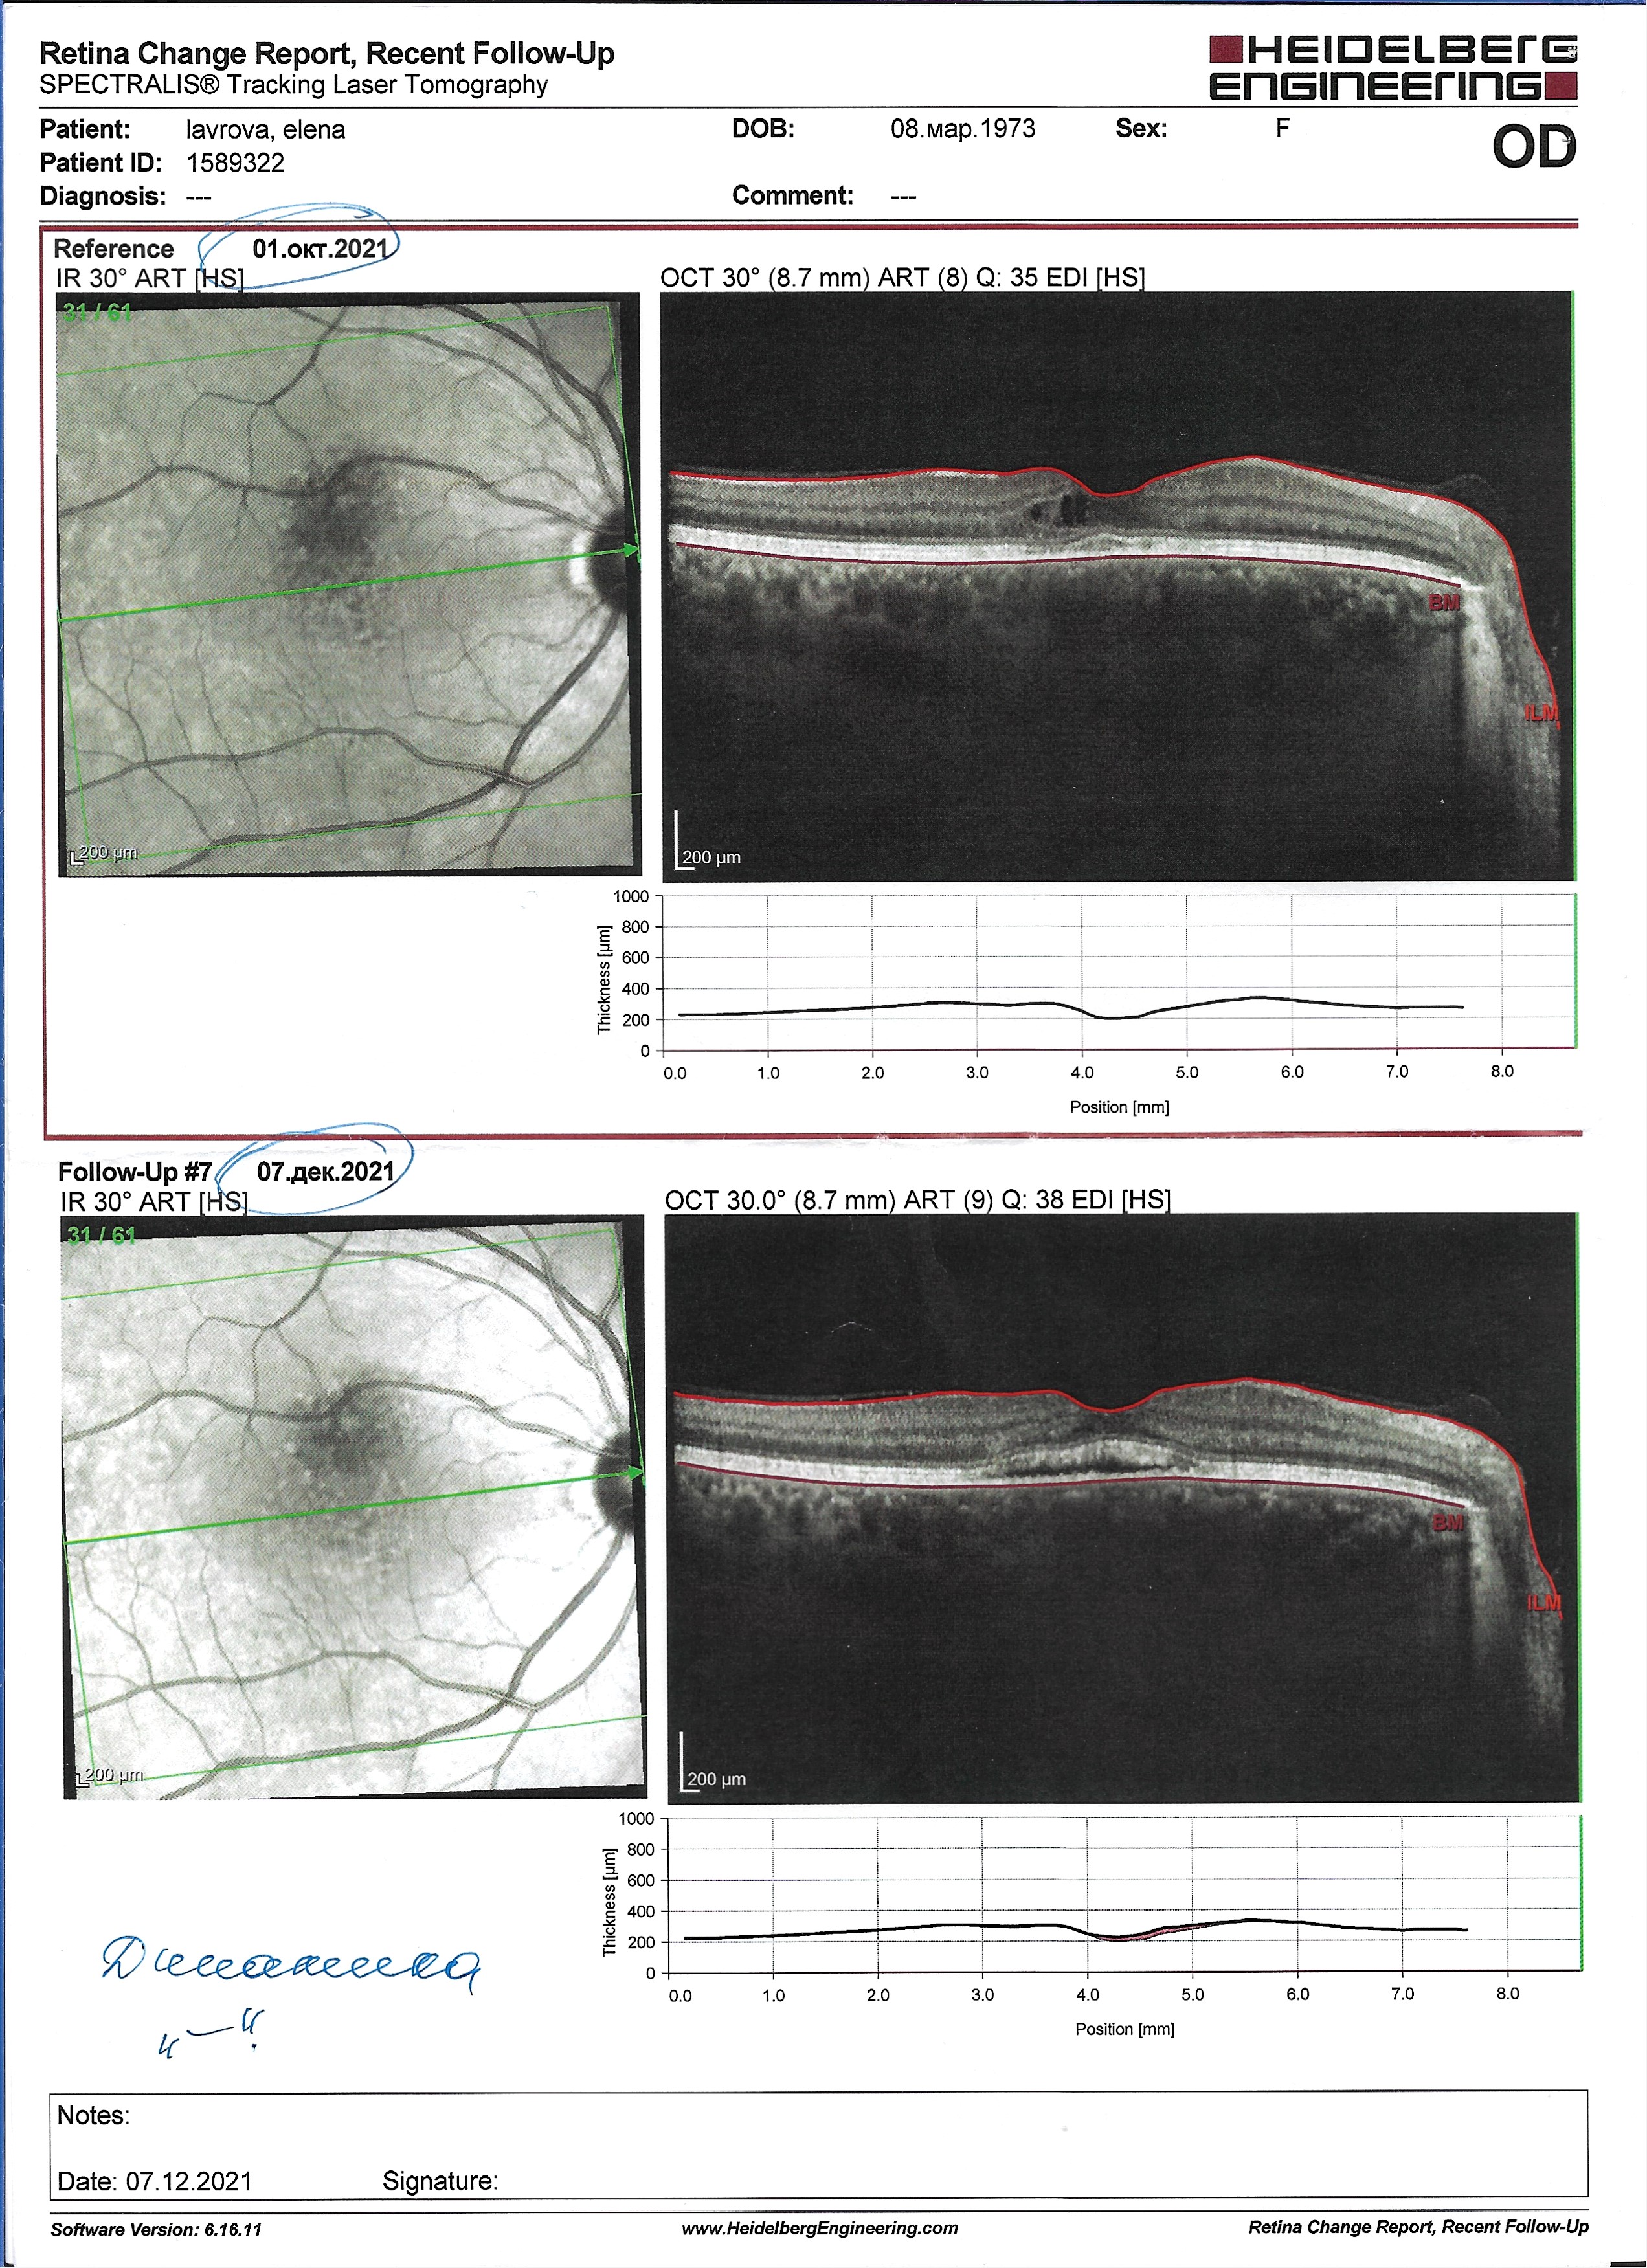 Retina Change Report, Recent Follow-Up
SPECTRALIS® Tracking Laser Tomography
HEIDELBERG
ENGINEERING
Patient: lavrova, elena DOB: 08.мар.1973 Sex: F
OD
Patient ID: 1589322
Diagnosis: --- Comment: ---
Reference 01.окт.2021
IR 30° ART [HS] OCT 30° (8.7 mm) ART (8) Q: 35 EDI [HS]
31 / 61
BM
ILM
200 µm 200 µm
Thickness [µm]
1000
800
600
400
200
0
0.0 1.0 2.0 3.0 4.0 5.0 6.0 7.0 8.0
Position [mm]
Follow-Up #7 07.дек.2021
IR 30° ART [HS] OCT 30.0° (8.7 mm) ART (9) Q: 38 EDI [HS]
31 / 61
BM
ILM
200 µm 200 µm
Thickness [µm]
1000
800
600
400
200
0
0.0 1.0 2.0 3.0 4.0 5.0 6.0 7.0 8.0
Position [mm]
Динамика
"—"
Notes:
Date: 07.12.2021 Signature:
Software Version: 6.16.11 www.HeidelbergEngineering.com Retina Change Report, Recent Follow-Up